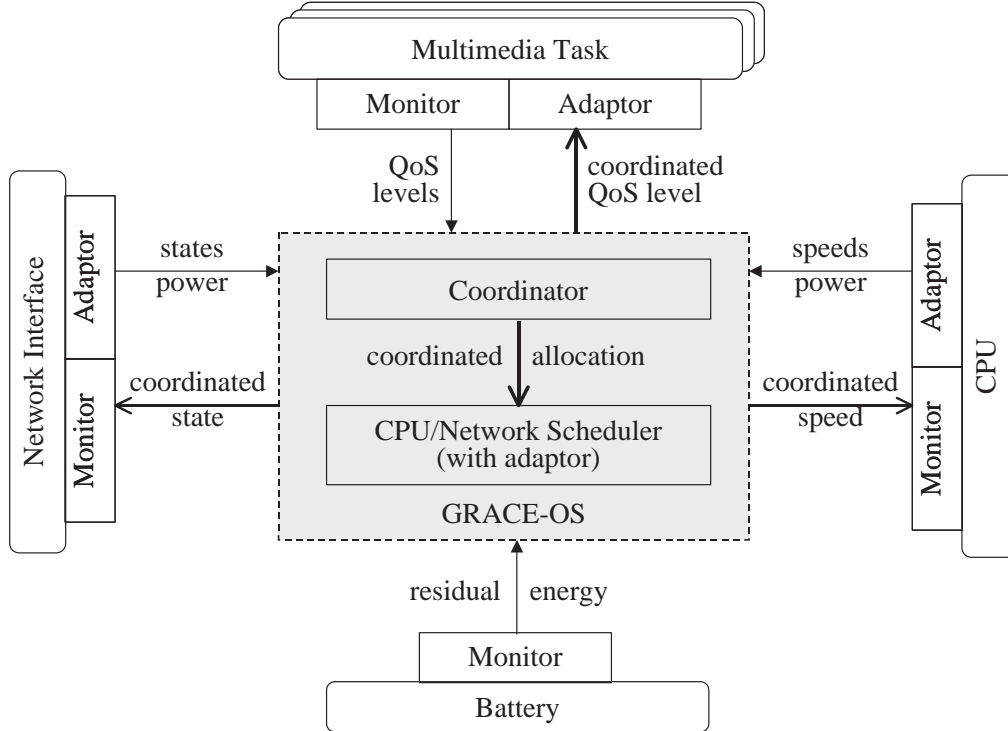 Multimedia Task
Monitor
Adaptor
QoS
levels
coordinated
QoS level
Network Interface
Adaptor
Monitor
states
power
coordinated
state
Coordinator
coordinated allocation
CPU/Network Scheduler
(with adaptor)
GRACE-OS
speeds
power
coordinated
speed
Adaptor
Monitor
CPU
residual energy
Monitor
Battery